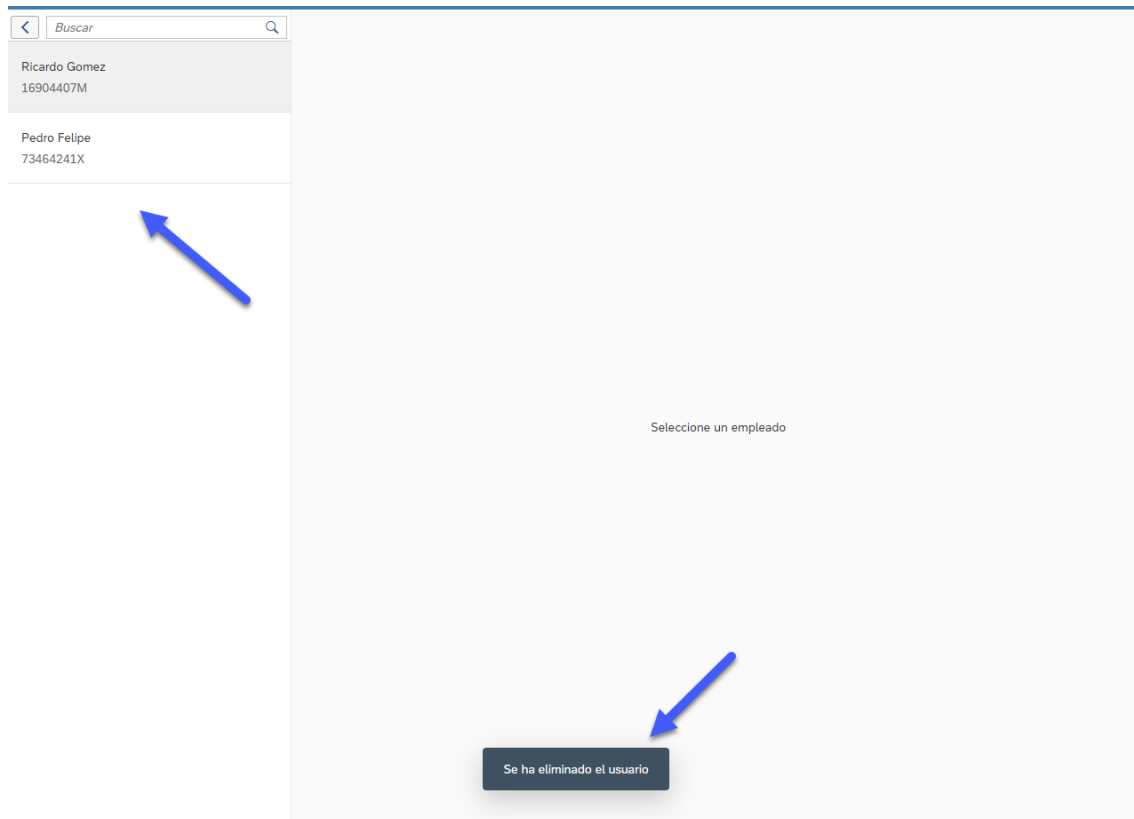 Buscar
Ricardo Gomez
16904407M
Pedro Felipe
73464241X
Seleccione un empleado
Se ha eliminado el usuario